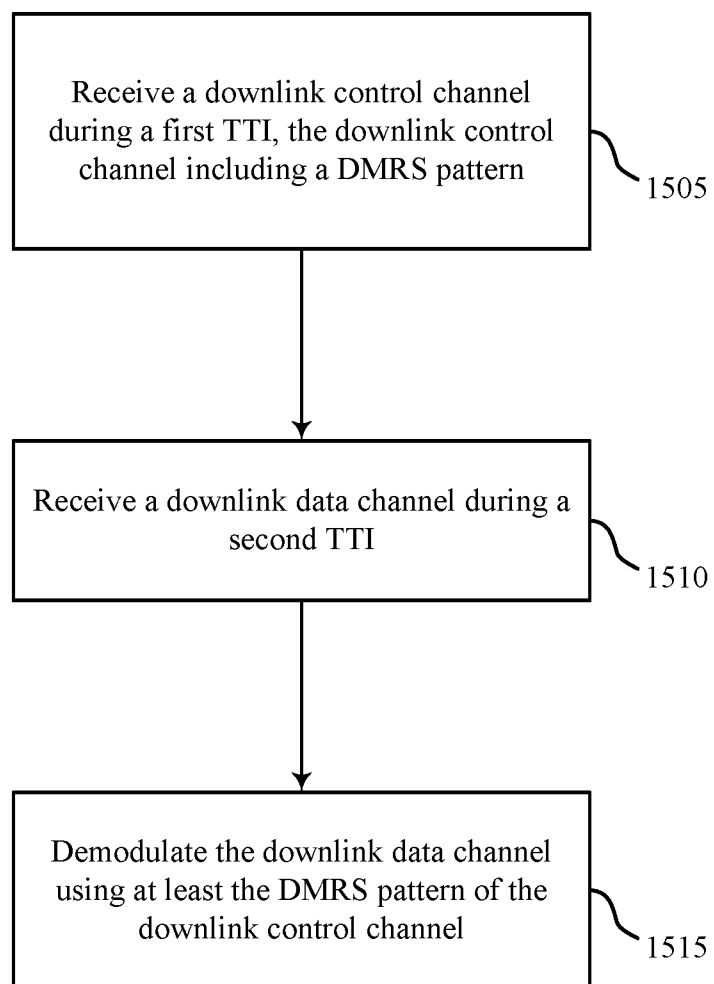 Receive a downlink control channel
during a first TTI, the downlink control
channel including a DMRS pattern
1505
Receive a downlink data channel during a
second TTI
1510
Demodulate the downlink data channel
using at least the DMRS pattern of the
downlink control channel
1515